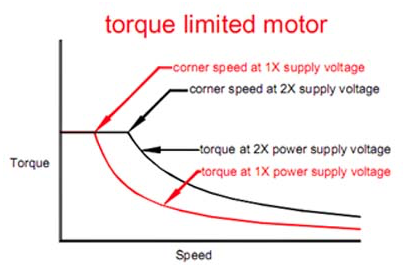 torque limited motor
corner speed at 1X supply voltage
corner speed at 2X supply voltage
torque at 2X power supply voltage
Torque
torque at 1X power supply voltage
Speed